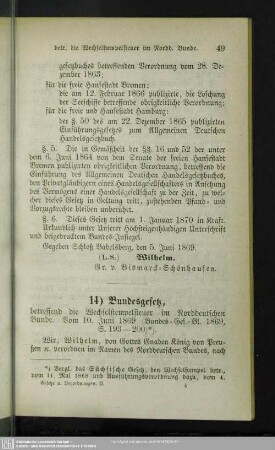 betr. die Wechselstempelsteuer im Nordd. Bunde. 49
gesetzbuches betreffenden Verordnung vom 28. De-
zember 1863;
für die freie Hansestadt Bremen:
die am 12. Februar 1866 publizirte, die Löschung
der Seeschiffe betreffende obrigkeitliche Verordnung;
für die freie und Hansestadt Hamburg:
der § 50 des am 22. Dezember 1865 publizirten
Einführungsgesetzes zum Allgemeinen Deutschen
Handelsgesetzbuch.
§. 5. Die in Gemäßheit der §§. 16 und 52 der unter
dem 6. Juni 1864 von dem Senate der freien Hansestadt
Bremen publizirten obrigkeitlichen Verordnung, betreffend die
Einführung des Allgemeinen Deutschen Handelsgesetzbuches,
den Privatgläubigern eines Handelsgesellschafters in Ansehung
des Vermögens einer Handelsgesellschaft zu der Zeit, zu wel-
cher dieses Gesetz in Geltung tritt, zustehenden Pfand- und
Vorzugsrechte bleiben unberührt.
§. 6. Dieses Gesetz tritt am 1. Januar 1870 in Kraft.
Urkundlich unter Unserer Höchsteigenhändigen Unterschrift
und beigedrucktem Bundes-Insiegel.
Gegeben Schloß Babelsberg, den 5. Juni 1869.
(L. S.) Wilhelm.
Gr. v. Bismarck-Schönhausen.
14) Bundesgesetz,
betreffend die Wechselstempelsteuer im Norddeutschen
Bunde. Vom 10. Juni 1869 (Bundes-Ges.-Bl. 1869,
S. 193—200)*).
Wir, Wilhelm, von Gottes Gnaden König von Preu-
ßen ꝛc. verordnen im Namen des Norddeutschen Bundes, nach
*) Vergl. das Sächsische Gesetz, den Wechselstempel betr.,
vom 11. Mai 1868 und Ausführungsverordnung dazu, vom 4.
Gesetze u. Verordnungen. II. 4